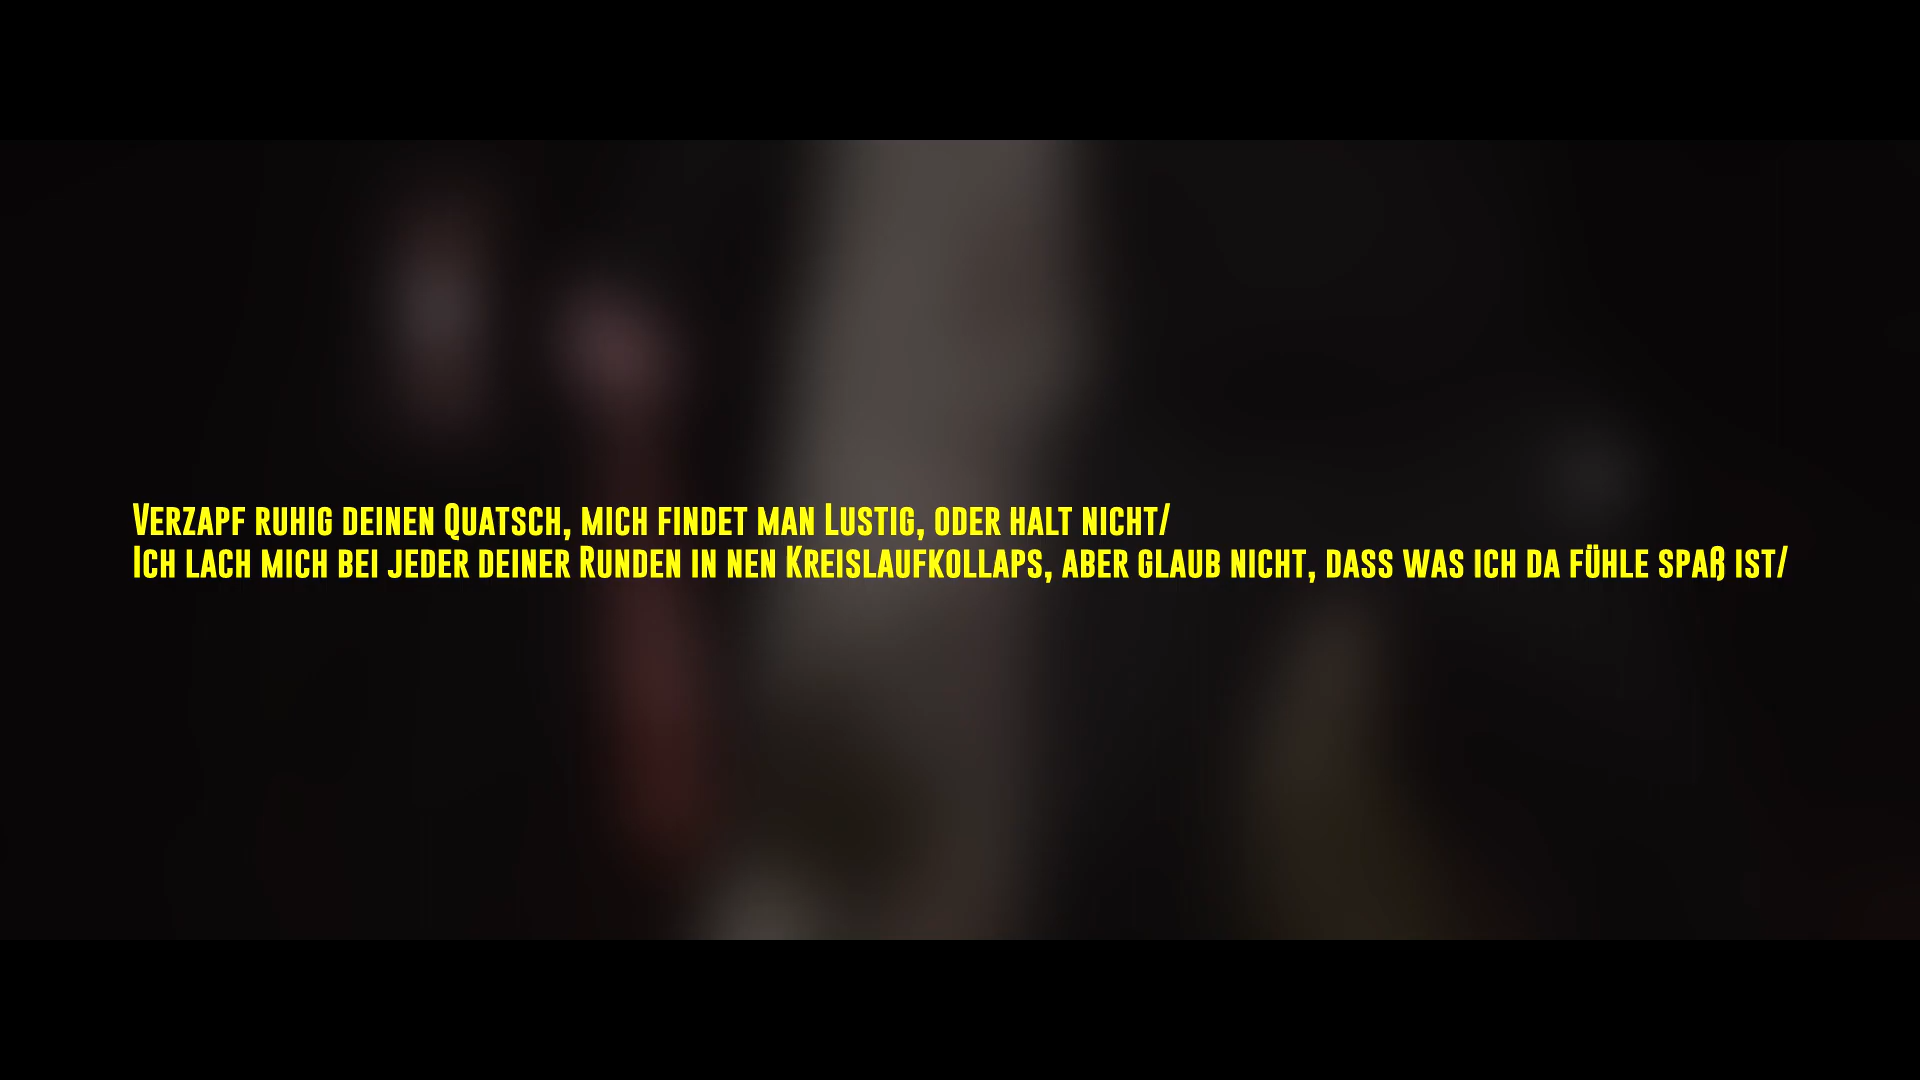 Verzapf ruhig deinen Quatsch, mich findet man Lustig, oder halt nicht/
Ich lach mich bei jeder deiner Runden in nen Kreislaufkollaps, aber glaub nicht, dass was ich da fühle spaß ist/